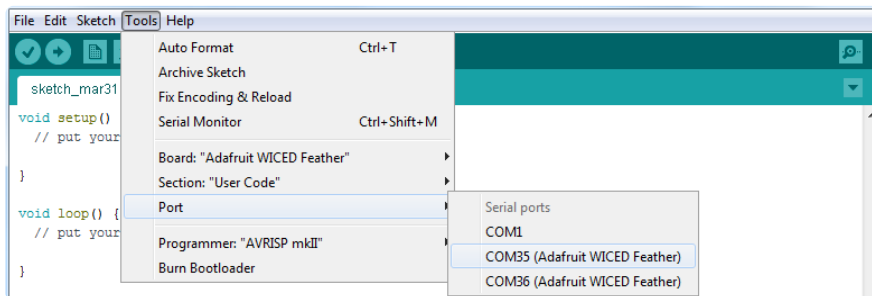 File Edit Sketch Tools Help
Auto Format Ctrl+T
Archive Sketch
sketch_mar31
Fix Encoding & Reload
void setup()
Serial Monitor Ctrl+Shift+M
// put your
Board: "Adafruit WICED Feather"
}
Section: "User Code"
Port
Serial ports
void loop() {
COM1
// put your
Programmer: "AVRISP mkII"
COM35 (Adafruit WICED Feather)
Burn Bootloader
}
COM36 (Adafruit WICED Feather)